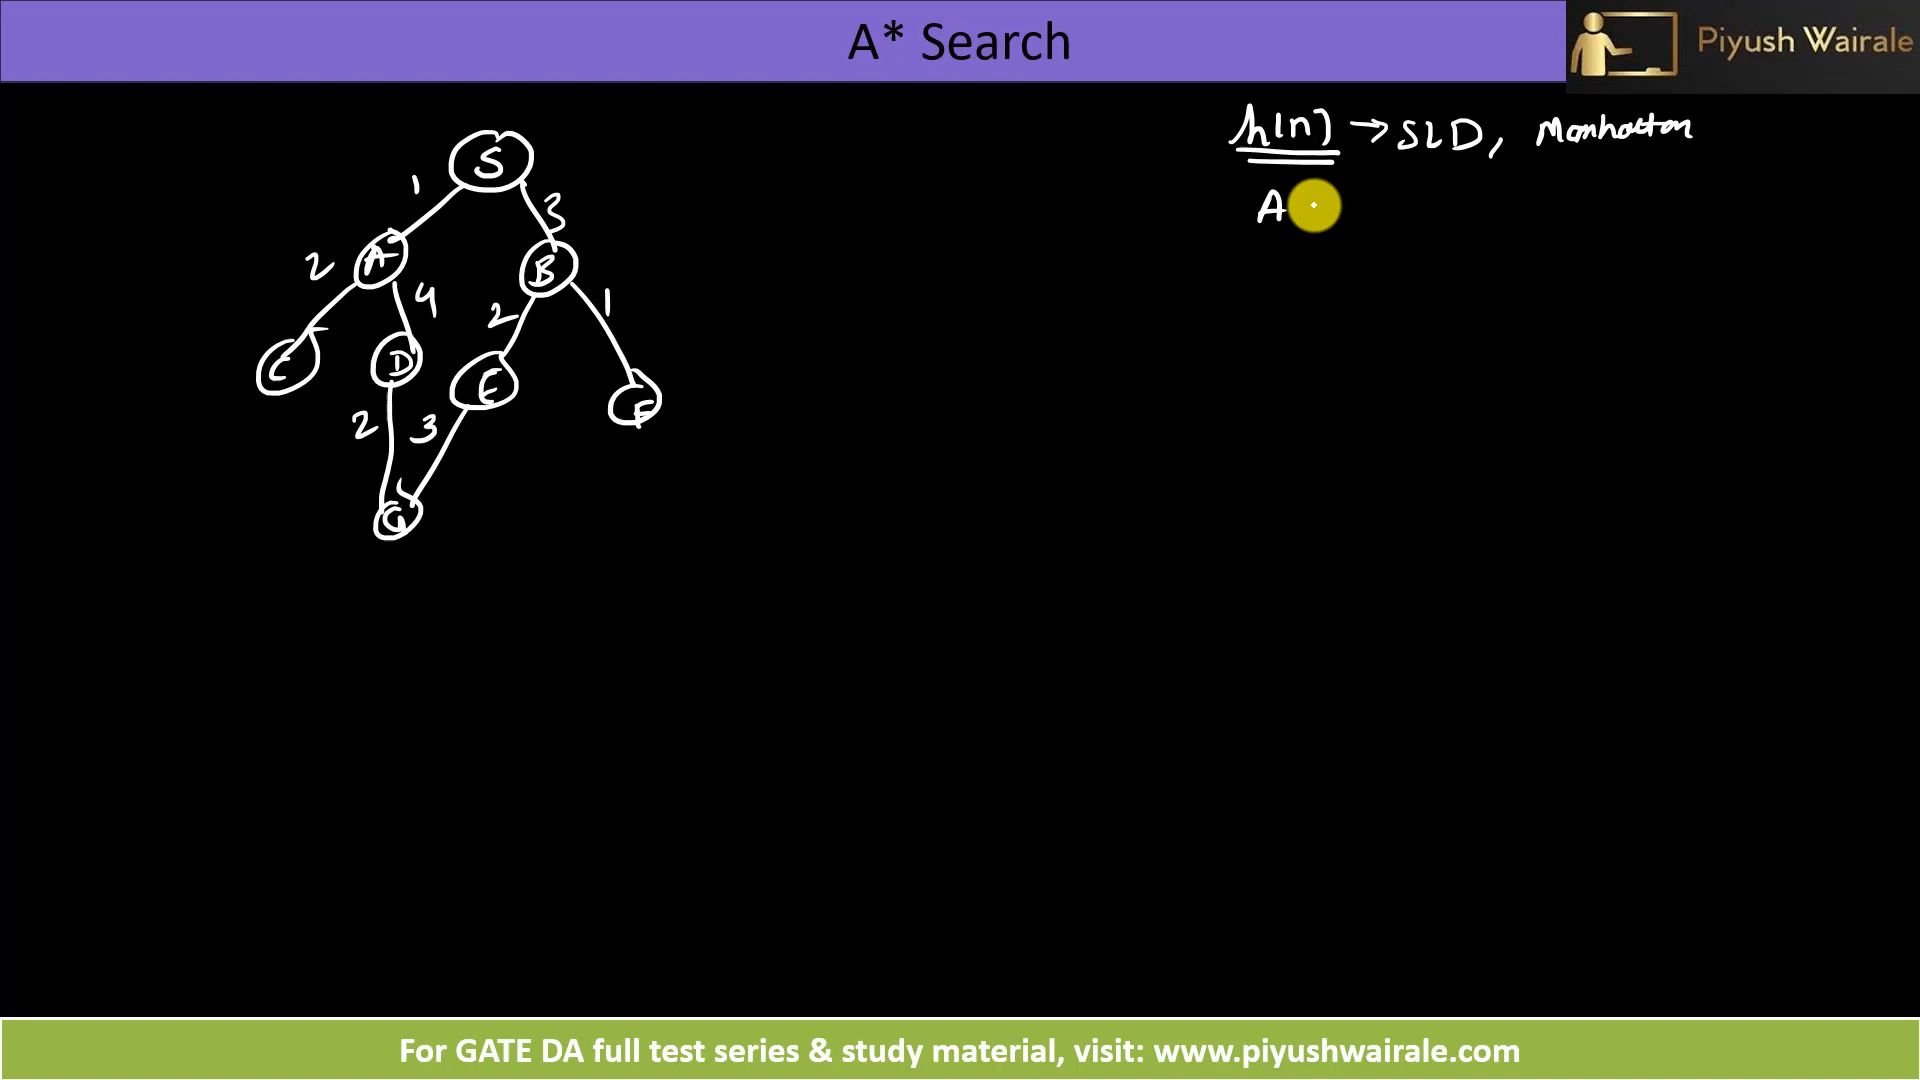 A* Search
Piyush Wairale
h(n) → SLD, Manhattan
A
S
1
3
A
B
2
4
2
1
C
D
E
F
2
3
G
For GATE DA full test series & study material, visit: www.piyushwairale.com